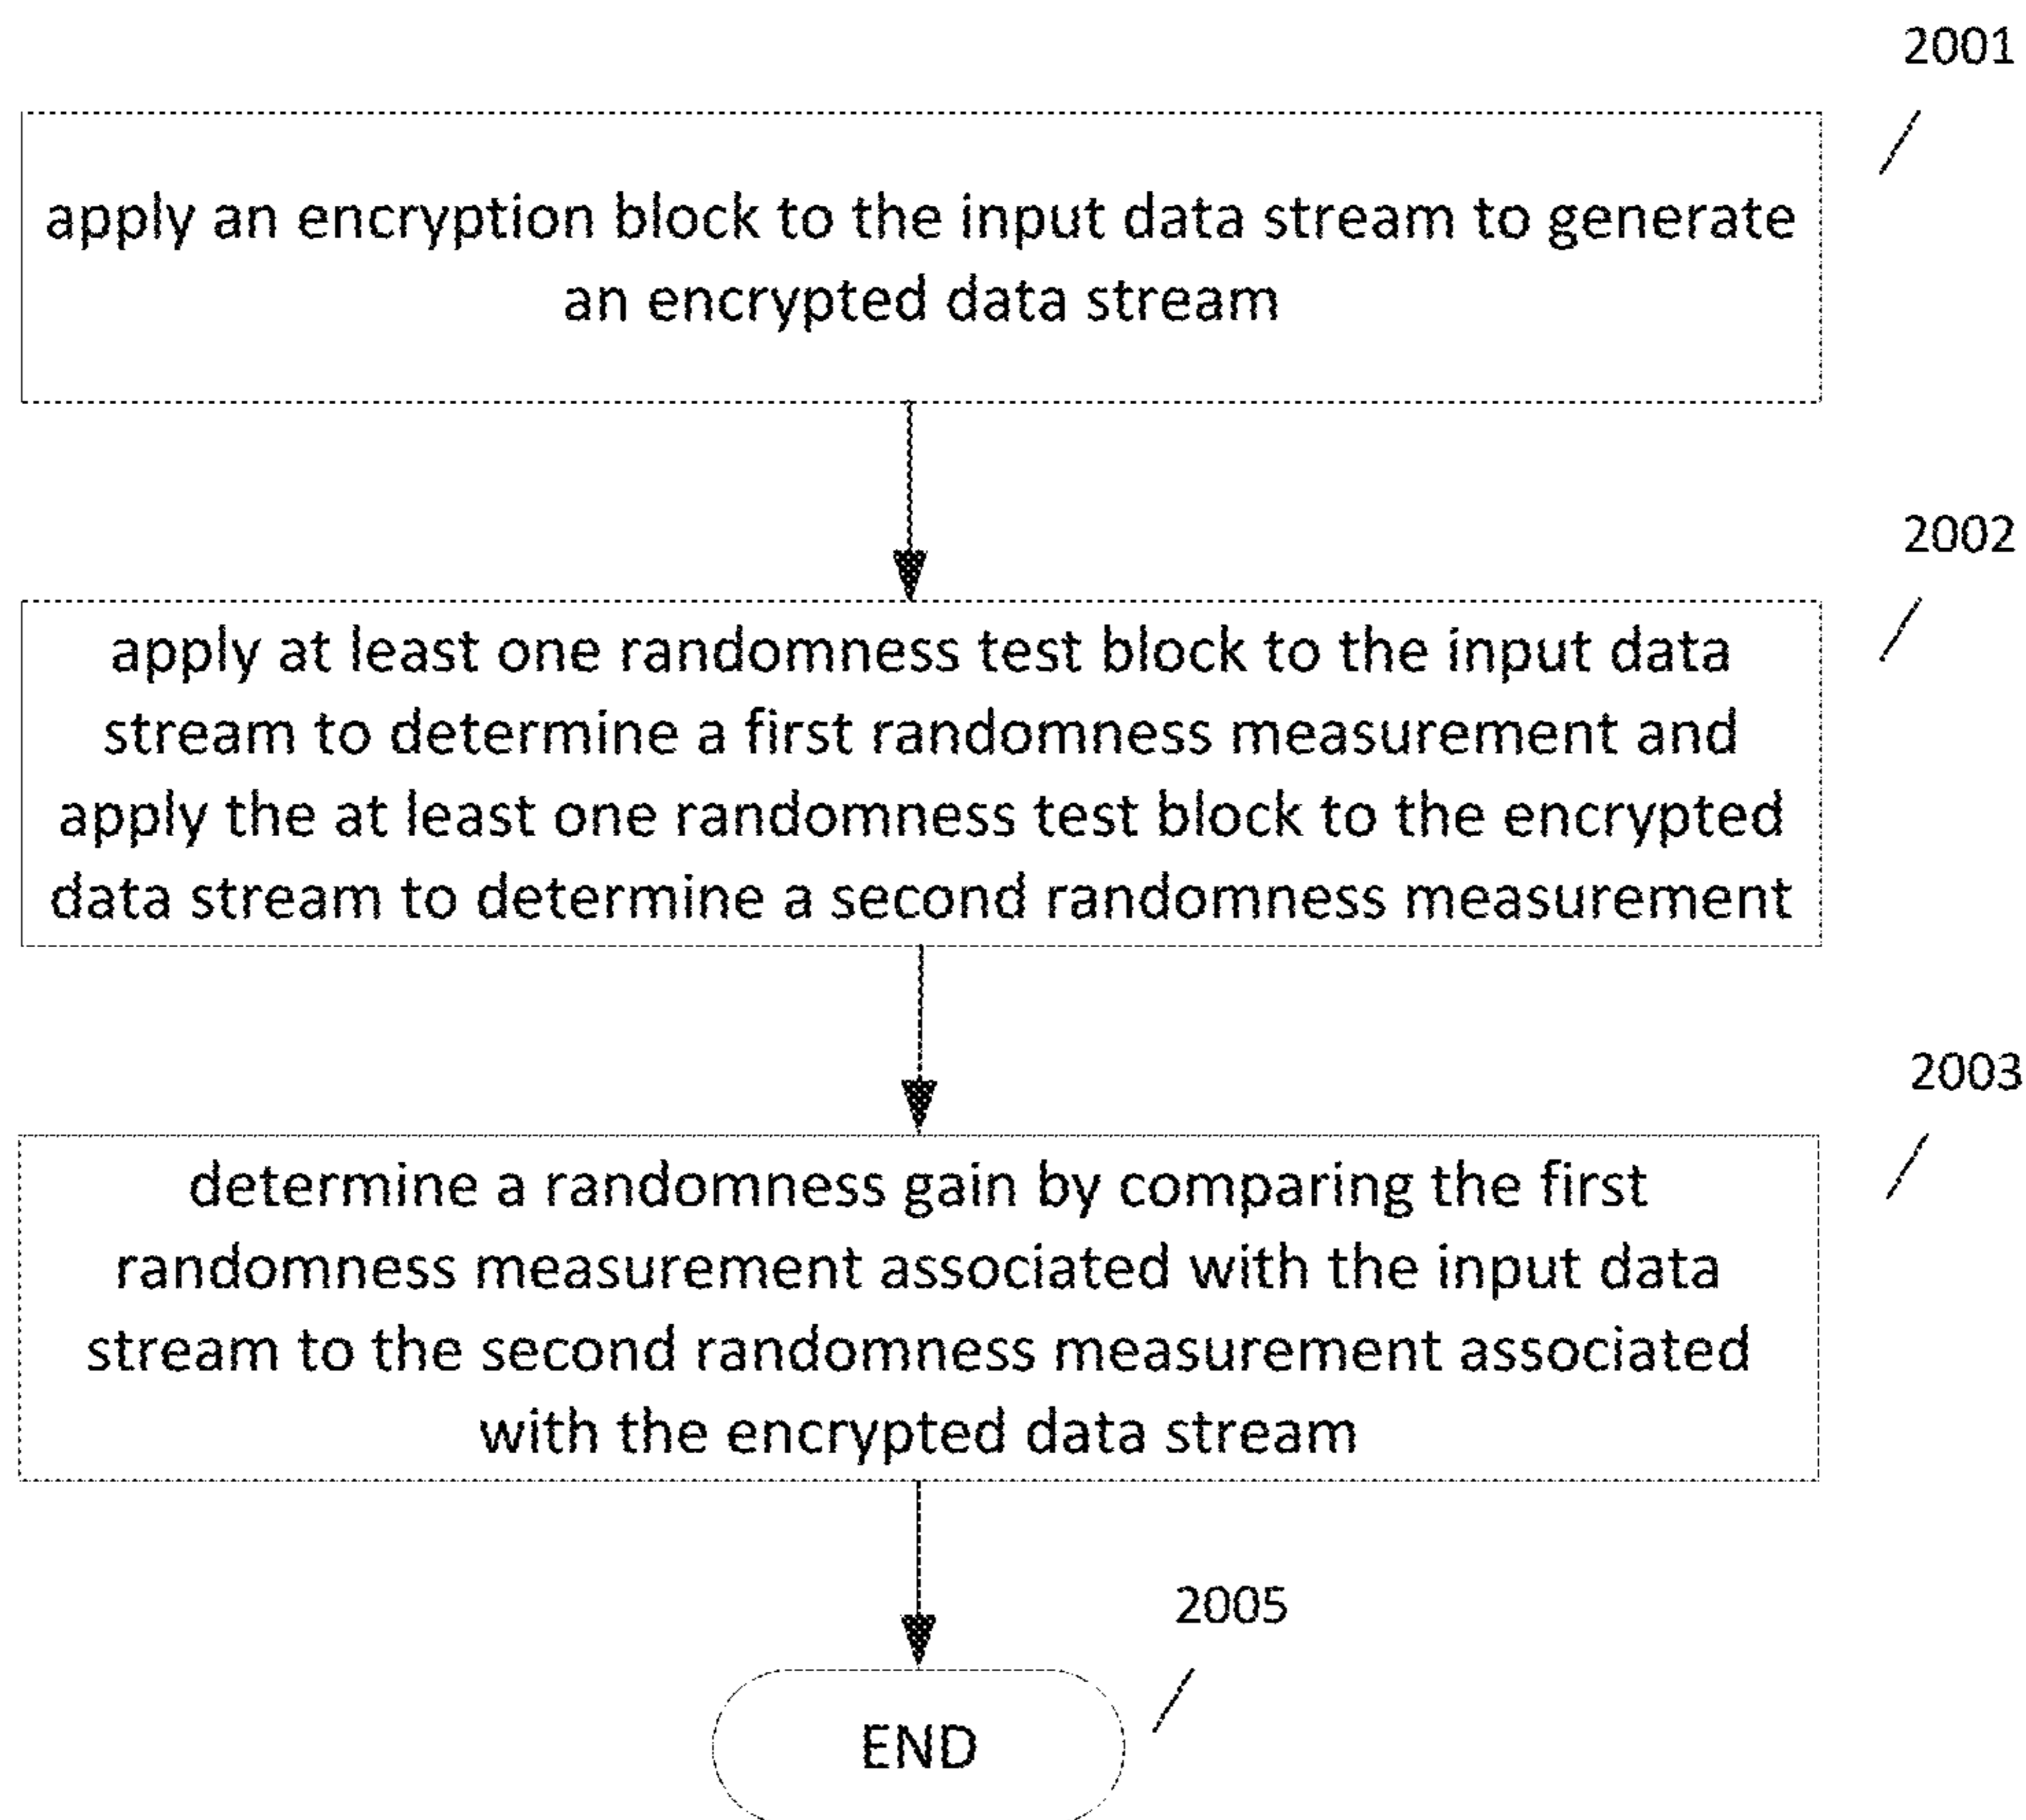 2001
apply an encryption block to the input data stream to generate
an encrypted data stream
2002
apply at least one randomness test block to the input data
stream to determine a first randomness measurement and
apply the at least one randomness test block to the encrypted
data stream to determine a second randomness measurement
2003
determine a randomness gain by comparing the first
randomness measurement associated with the input data
stream to the second randomness measurement associated
with the encrypted data stream
2005
END